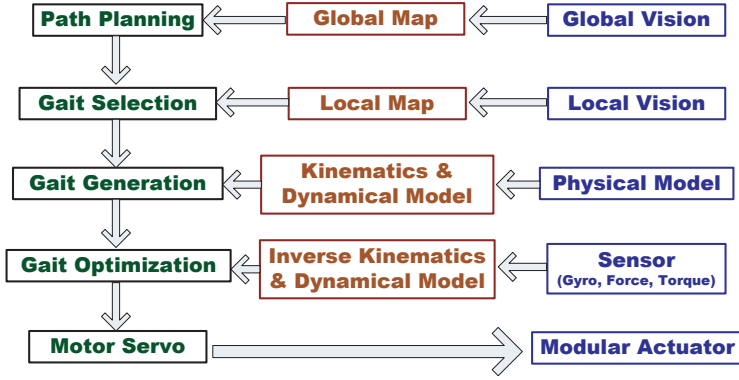 Path Planning
Global Map
Global Vision
Gait Selection
Local Map
Local Vision
Gait Generation
Kinematics &
Dynamical Model
Physical Model
Gait Optimization
Inverse Kinematics
& Dynamical Model
Sensor
(Gyro, Force, Torque)
Motor Servo
Modular Actuator